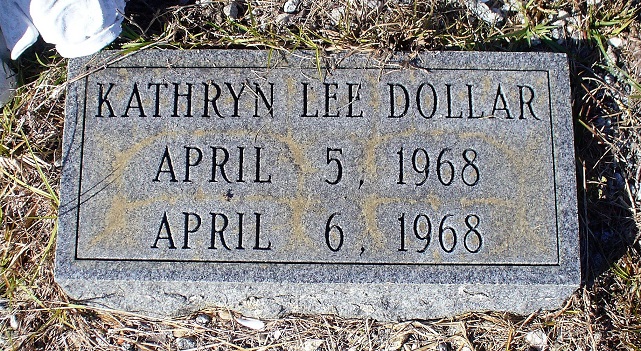 KATHRYN LEE DOLLAR
APRIL 5, 1968
APRIL 6, 1968